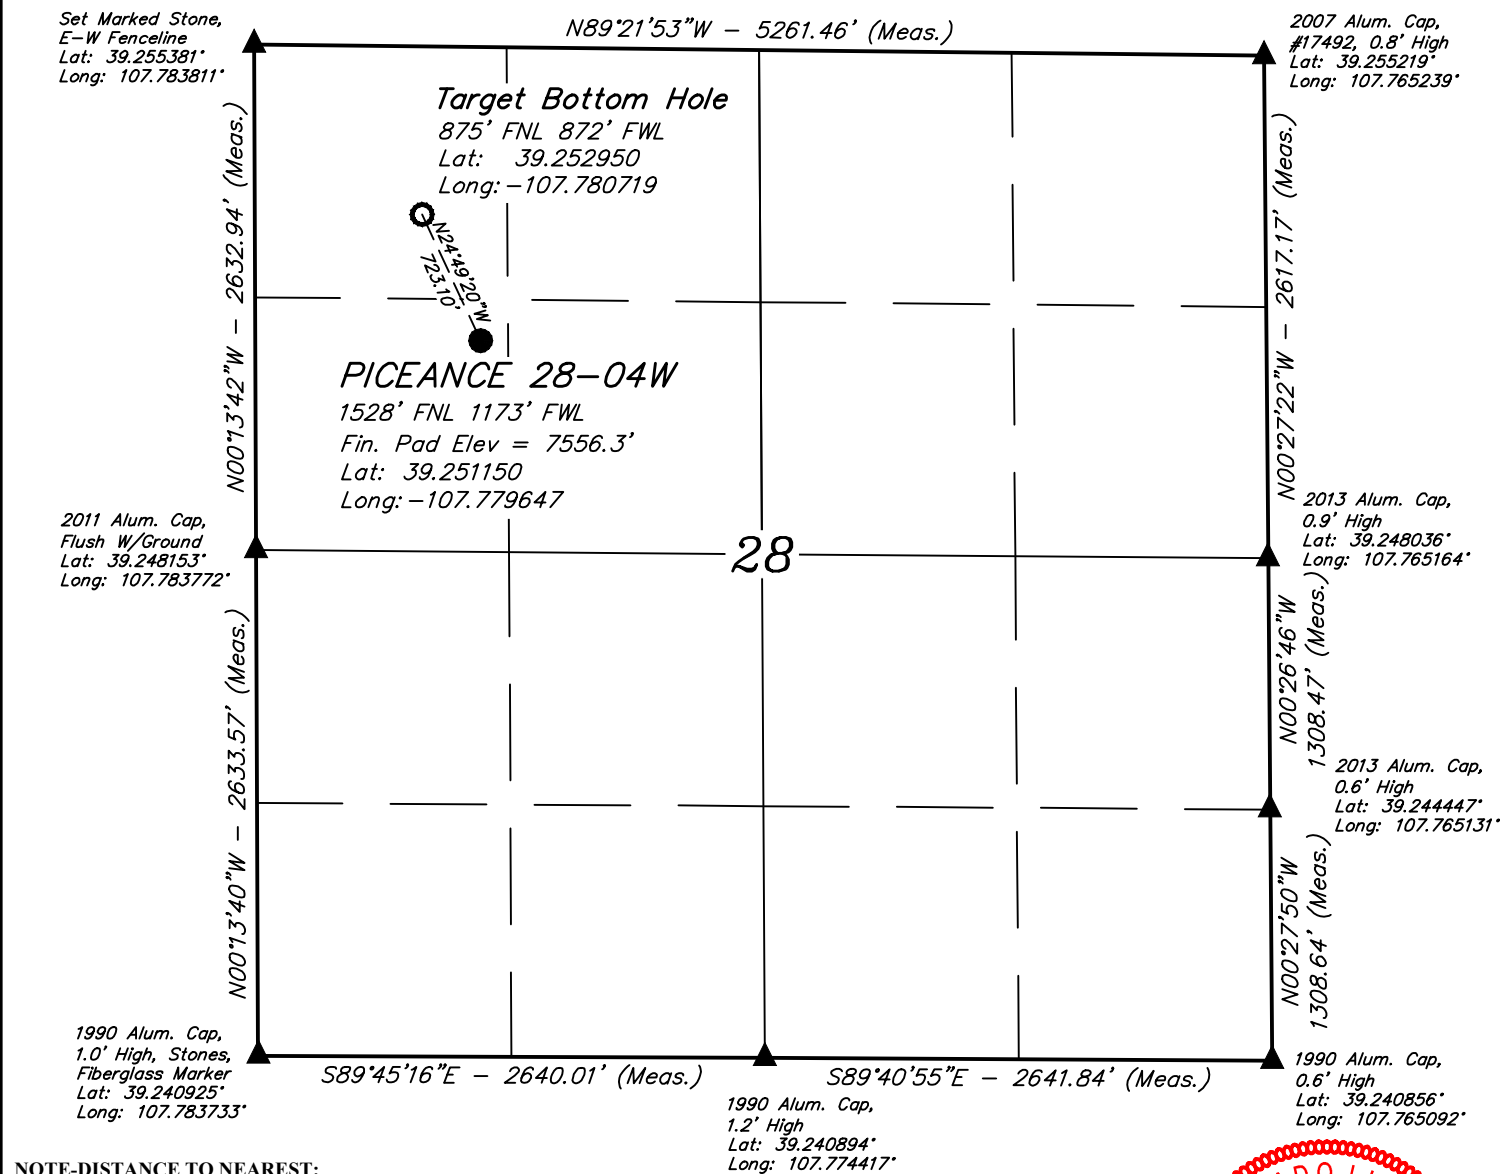 Set Marked Stone,
E-W Fenceline
Lat: 39.255381°
Long: 107.783811°
N89°21'53"W - 5261.46' (Meas.)
2007 Alum. Cap,
#17492, 0.8' High
Lat: 39.255219°
Long: 107.765239°
Target Bottom Hole
875' FNL 872' FWL
Lat: 39.252950
Long: -107.780719
N00°13'42"W - 2632.94' (Meas.)
N24°49'20"W
723.10'
N00°27'22"W - 2617.17' (Meas.)
PICEANCE 28-04W
1528' FNL 1173' FWL
Fin. Pad Elev = 7556.3'
Lat: 39.251150
Long: -107.779647
2011 Alum. Cap,
Flush W/Ground
Lat: 39.248153°
Long: 107.783772°
28
2013 Alum. Cap,
0.9' High
Lat: 39.248036°
Long: 107.765164°
N00°13'40"W - 2633.57' (Meas.)
N00°26'46"W
1308.47' (Meas.)
2013 Alum. Cap,
0.6' High
Lat: 39.244447°
Long: 107.765131°
N00°27'50"W
1308.64' (Meas.)
1990 Alum. Cap,
1.0' High, Stones,
Fiberglass Marker
Lat: 39.240925°
Long: 107.783733°
S89°45'16"E - 2640.01' (Meas.)
S89°40'55"E - 2641.84' (Meas.)
1990 Alum. Cap,
1.2' High
Lat: 39.240894°
Long: 107.774417°
1990 Alum. Cap,
0.6' High
Lat: 39.240856°
Long: 107.765092°
NOTE-DISTANCE TO NEAREST: